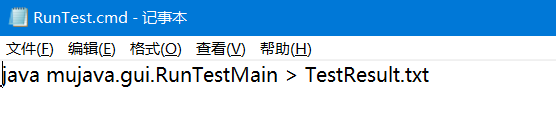 RunTest.cmd - 记事本
文件(F) 编辑(E) 格式(O) 查看(V) 帮助(H)
java mujava.gui.RunTestMain > TestResult.txt